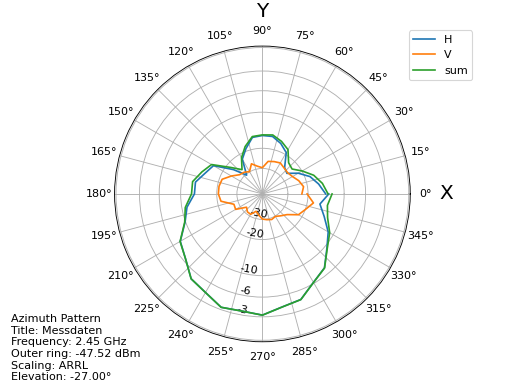 Y
90°
105°
75°
120°
60°
135°
45°
150°
30°
165°
15°
180°
0°
X
195°
345°
210°
330°
225°
315°
240°
300°
255°
285°
270°
-30
-20
-10
-6
-3
H
V
sum
Azimuth Pattern
Title: Messdaten
Frequency: 2.45 GHz
Outer ring: -47.52 dBm
Scaling: ARRL
Elevation: -27.00°